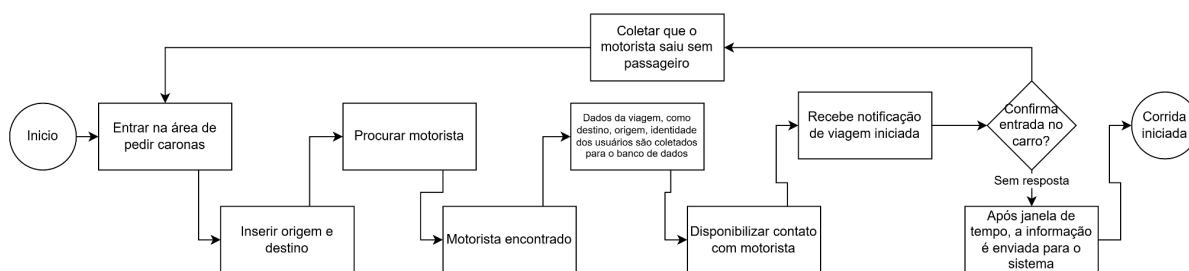 Coletar que o
motorista saiu sem
passageiro
Inicio
Entrar na área de
pedir caronas
Procurar motorista
Dados da viagem, como
destino, origem, identidade
dos usuários são coletados
para o banco de dados
Recebe notificação
de viagem iniciada
Confirma
entrada no
carro?
Corrida
iniciada
Sem resposta
Inserir origem e
destino
Motorista encontrado
Disponibilizar contato
com motorista
Após janela de
tempo, a informação
é enviada para o
sistema